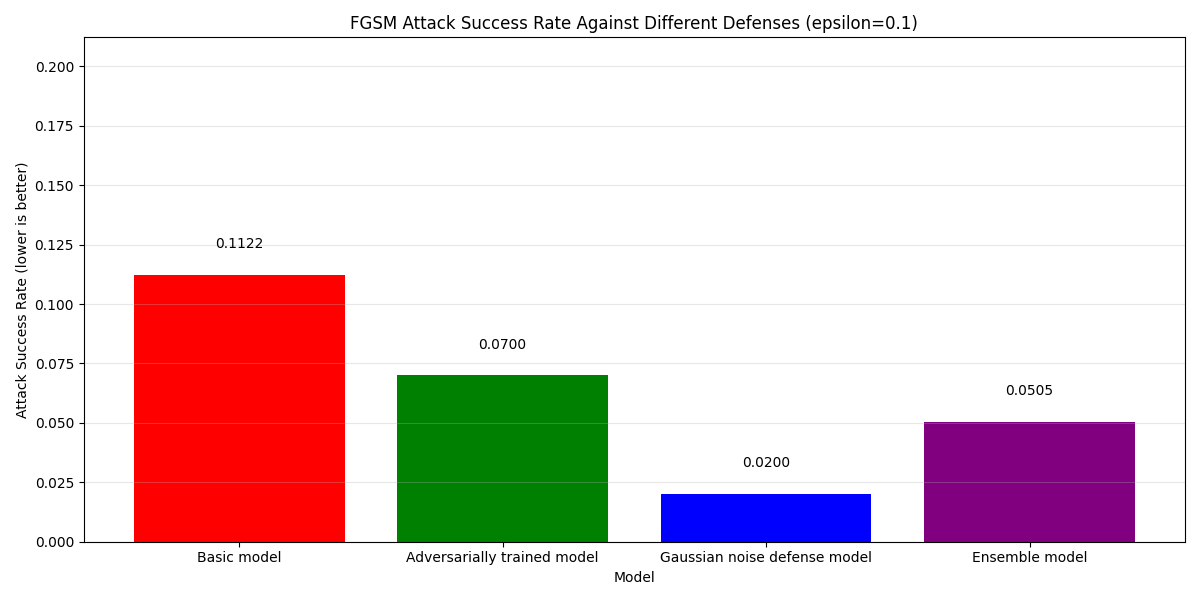 FGSM Attack Success Rate Against Different Defenses (epsilon=0.1)
Attack Success Rate (lower is better)
0.200
0.175
0.150
0.125
0.100
0.075
0.050
0.025
0.000
0.1122
0.0700
0.0200
0.0505
Basic model
Adversarially trained model
Gaussian noise defense model
Ensemble model
Model